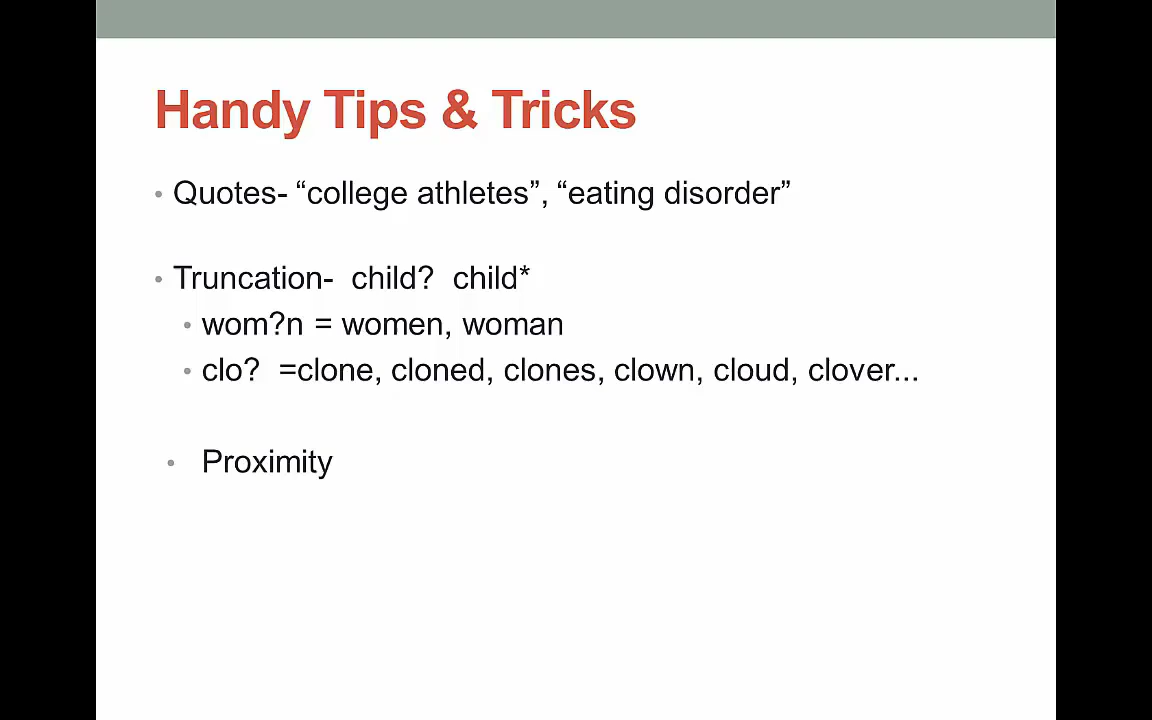 Handy Tips & Tricks
• Quotes- “college athletes”, “eating disorder”
• Truncation-  child?  child*
• wom?n = women, woman
• clo?  =clone, cloned, clones, clown, cloud, clover...
• Proximity